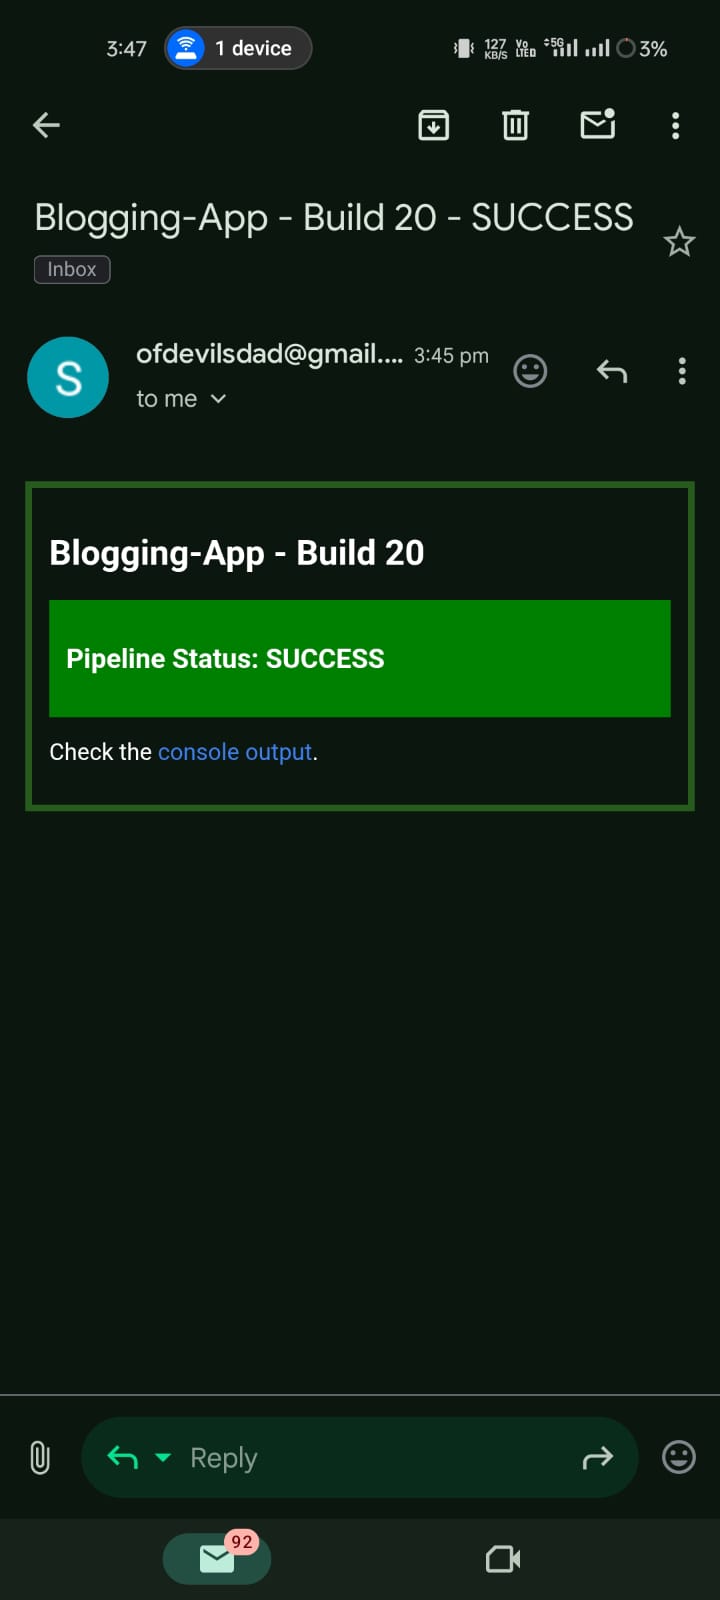 3:47 1 device 127 KB/S Vo LTED 5G 3%
Blogging-App - Build 20 - SUCCESS
Inbox
S
ofdevilsdad@gmail.... 3:45 pm
to me
Blogging-App - Build 20
Pipeline Status: SUCCESS
Check the console output.
Reply
92